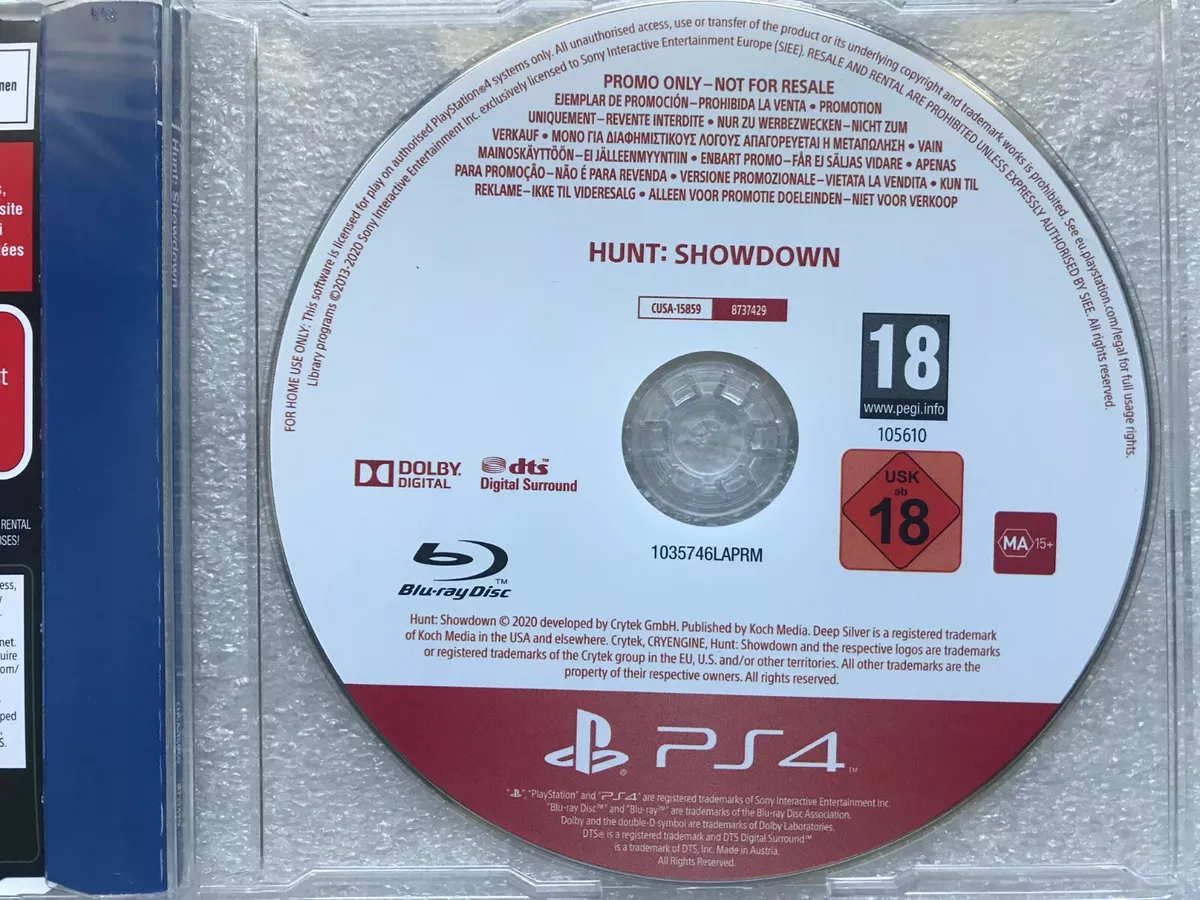 nen
,
site
i
lées
t
RENTAL
OSES!
ess,
y
net.
uire
om/
ped
S.
Hunt: Showdown
FOR HOME USE ONLY: This software is licensed for play on authorised PlayStation®4 systems only. All unauthorised access, use or transfer of the product or its underlying copyright and trademark works is prohibited. See eu.playstation.com/legal for full usage rights.
Library programs ©2013-2020 Sony Interactive Entertainment Inc. exclusively licensed to Sony Interactive Entertainment Europe (SIEE). RESALE AND RENTAL ARE PROHIBITED UNLESS EXPRESSLY AUTHORISED BY SIEE. All rights reserved.
PROMO ONLY – NOT FOR RESALE
EJEMPLAR DE PROMOCIÓN – PROHIBIDA LA VENTA • PROMOTION
UNIQUEMENT – REVENTE INTERDITE • NUR ZU WERBEZWECKEN – NICHT ZUM
VERKAUF • ΜΟΝΟ ΓΙΑ ΔΙΑΦΗΜΙΣΤΙΚΟΥΣ ΛΟΓΟΥΣ ΑΠΑΓΟΡΕΥΕΤΑΙ Η ΜΕΤΑΠΩΛΗΣΗ • VAIN
MAINOSKÄYTTÖÖN – EI JÄLLEENMYYNTIIN • ENBART PROMO – FÅR EJ SÄLJAS VIDARE • APENAS
PARA PROMOÇÃO – NÃO É PARA REVENDA • VERSIONE PROMOZIONALE – VIETATA LA VENDITA • KUN TIL
REKLAME – IKKE TIL VIDERESALG • ALLEEN VOOR PROMOTIE DOELEINDEN – NIET VOOR VERKOOP
HUNT: SHOWDOWN
CUSA-15859 8737429
18
www.pegi.info
105610
DOLBY
DIGITAL
dts™
Digital Surround
USK
ab
18
MA 15+
1035746LAPRM
Blu-ray Disc™
Hunt: Showdown © 2020 developed by Crytek GmbH. Published by Koch Media. Deep Silver is a registered trademark
of Koch Media in the USA and elsewhere. Crytek, CRYENGINE, Hunt: Showdown and the respective logos are trademarks
or registered trademarks of the Crytek group in the EU, U.S. and/or other territories. All other trademarks are the
property of their respective owners. All rights reserved.
® PS4™
" ", "PlayStation" and "PS4" are registered trademarks of Sony Interactive Entertainment Inc.
"Blu-ray Disc™" and "Blu-ray™" are trademarks of the Blu-ray Disc Association.
Dolby and the double-D symbol are trademarks of Dolby Laboratories.
DTS® is a registered trademark and DTS Digital Surround™
is a trademark of DTS, Inc. Made in Austria.
All Rights Reserved.